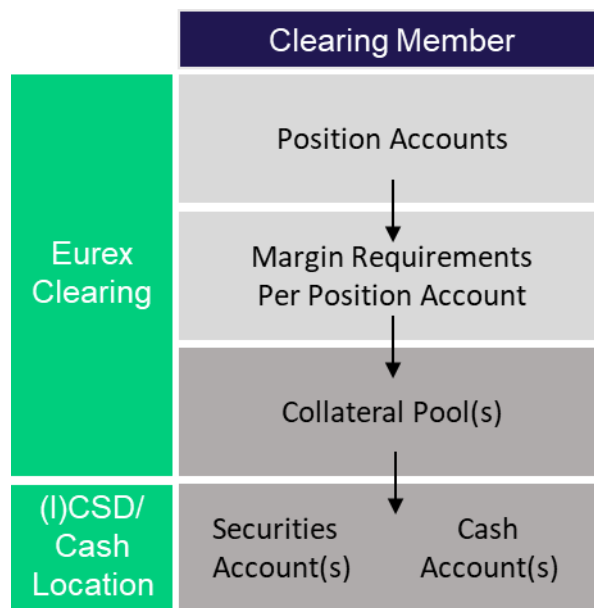 Clearing Member
Eurex
Clearing
Position Accounts
Margin Requirements
Per Position Account
Collateral Pool(s)
(I)CSD/
Cash
Location
Securities
Account(s)
Cash
Account(s)